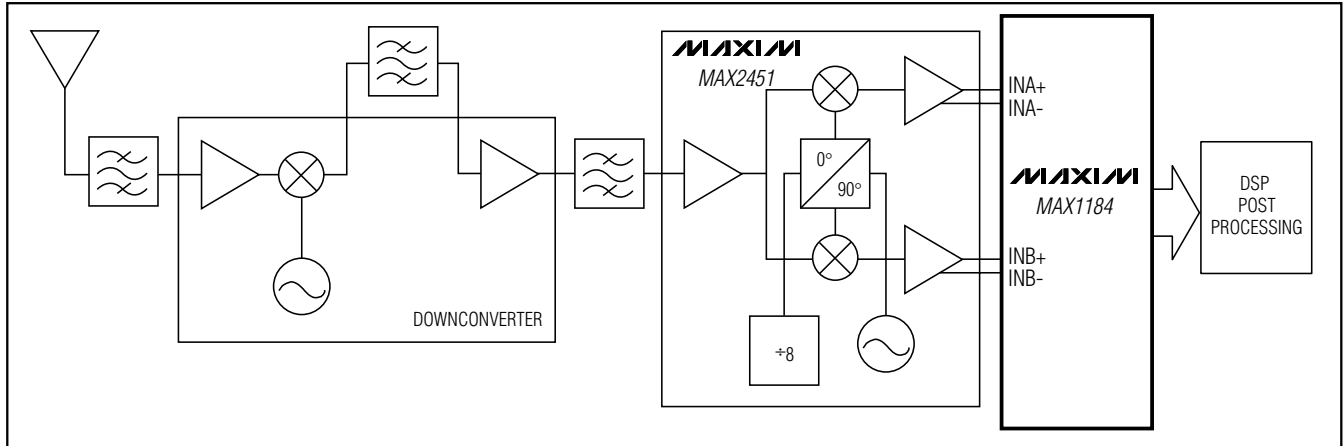 MAXIM
MAX2451
INA+
INA-
0°
90°
MAXIM
MAX1184
DSP
POST
PROCESSING
INB+
INB-
DOWNCONVERTER
÷8